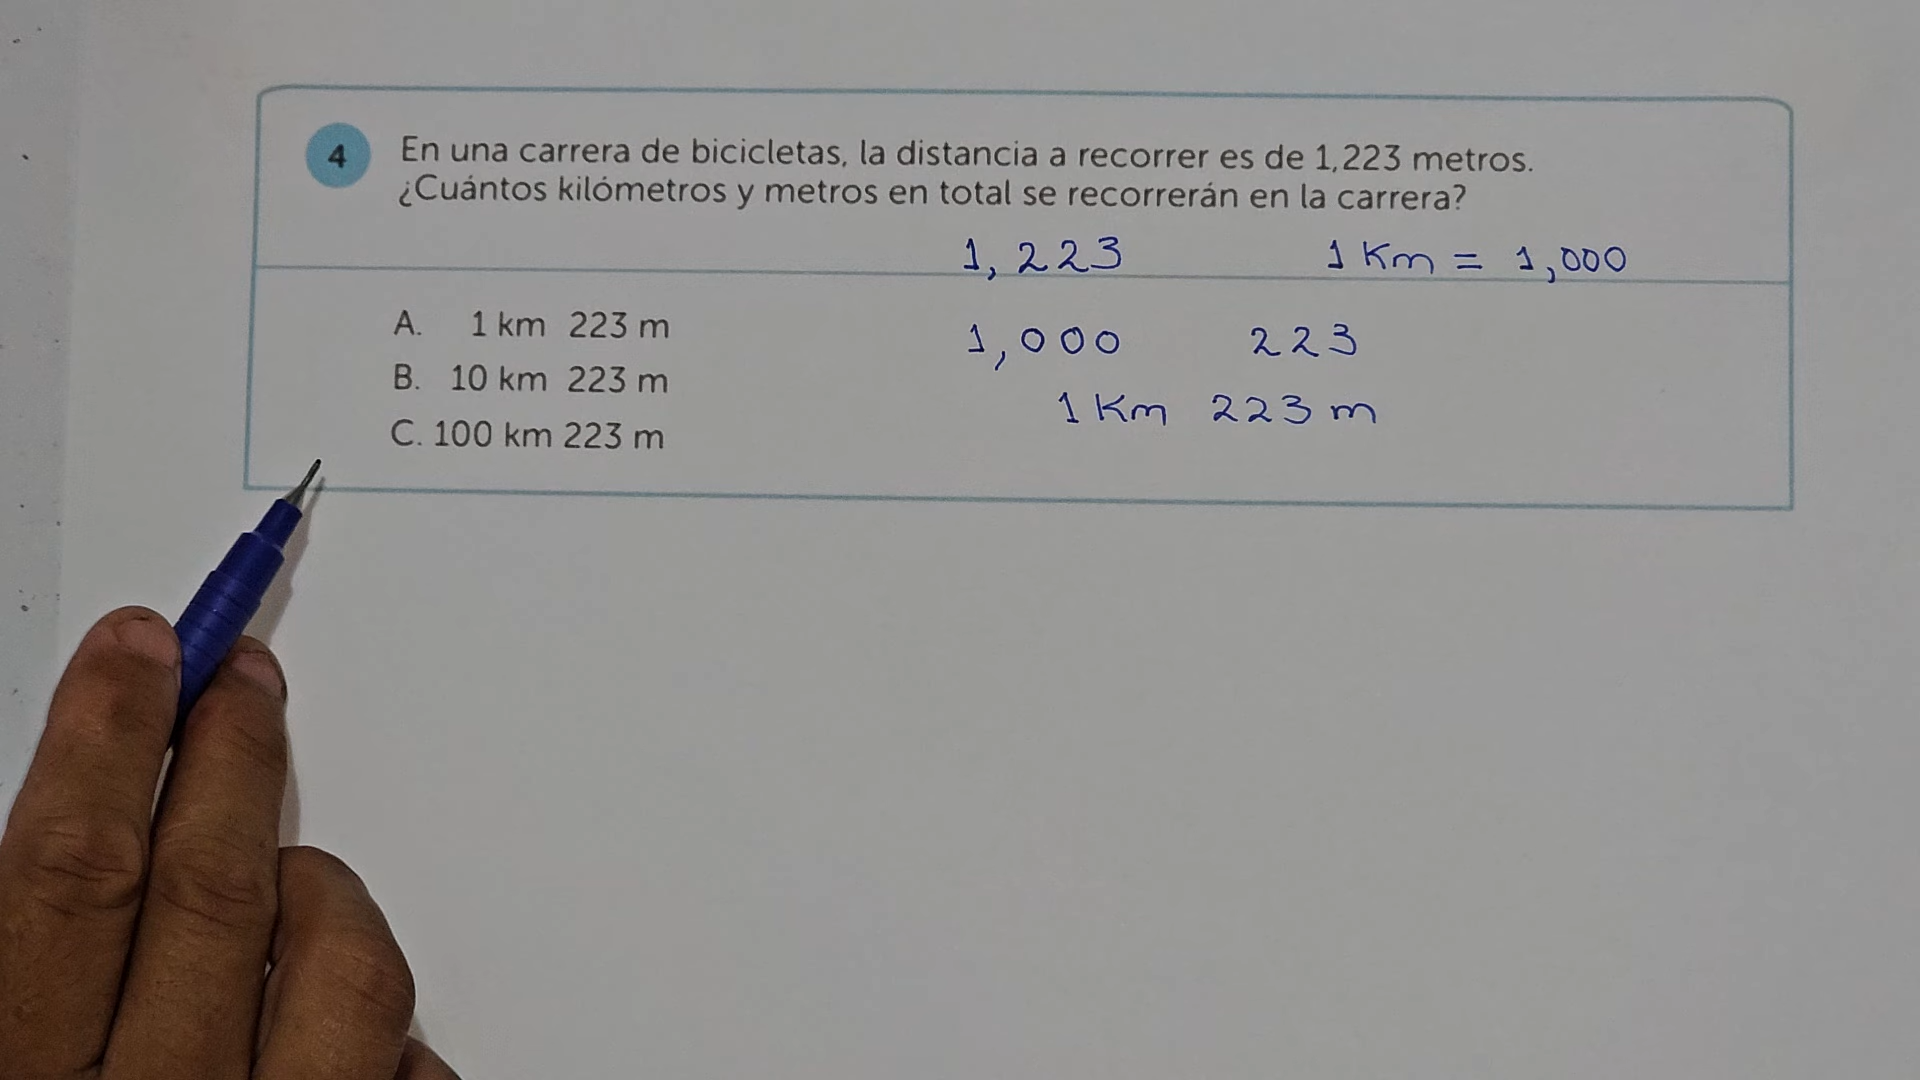 4
En una carrera de bicicletas, la distancia a recorrer es de 1,223 metros.
¿Cuántos kilómetros y metros en total se recorrerán en la carrera?
1,223 1 Km = 1,000
A. 1 km 223 m
B. 10 km 223 m
C. 100 km 223 m
1,000 223
1 Km 223 m